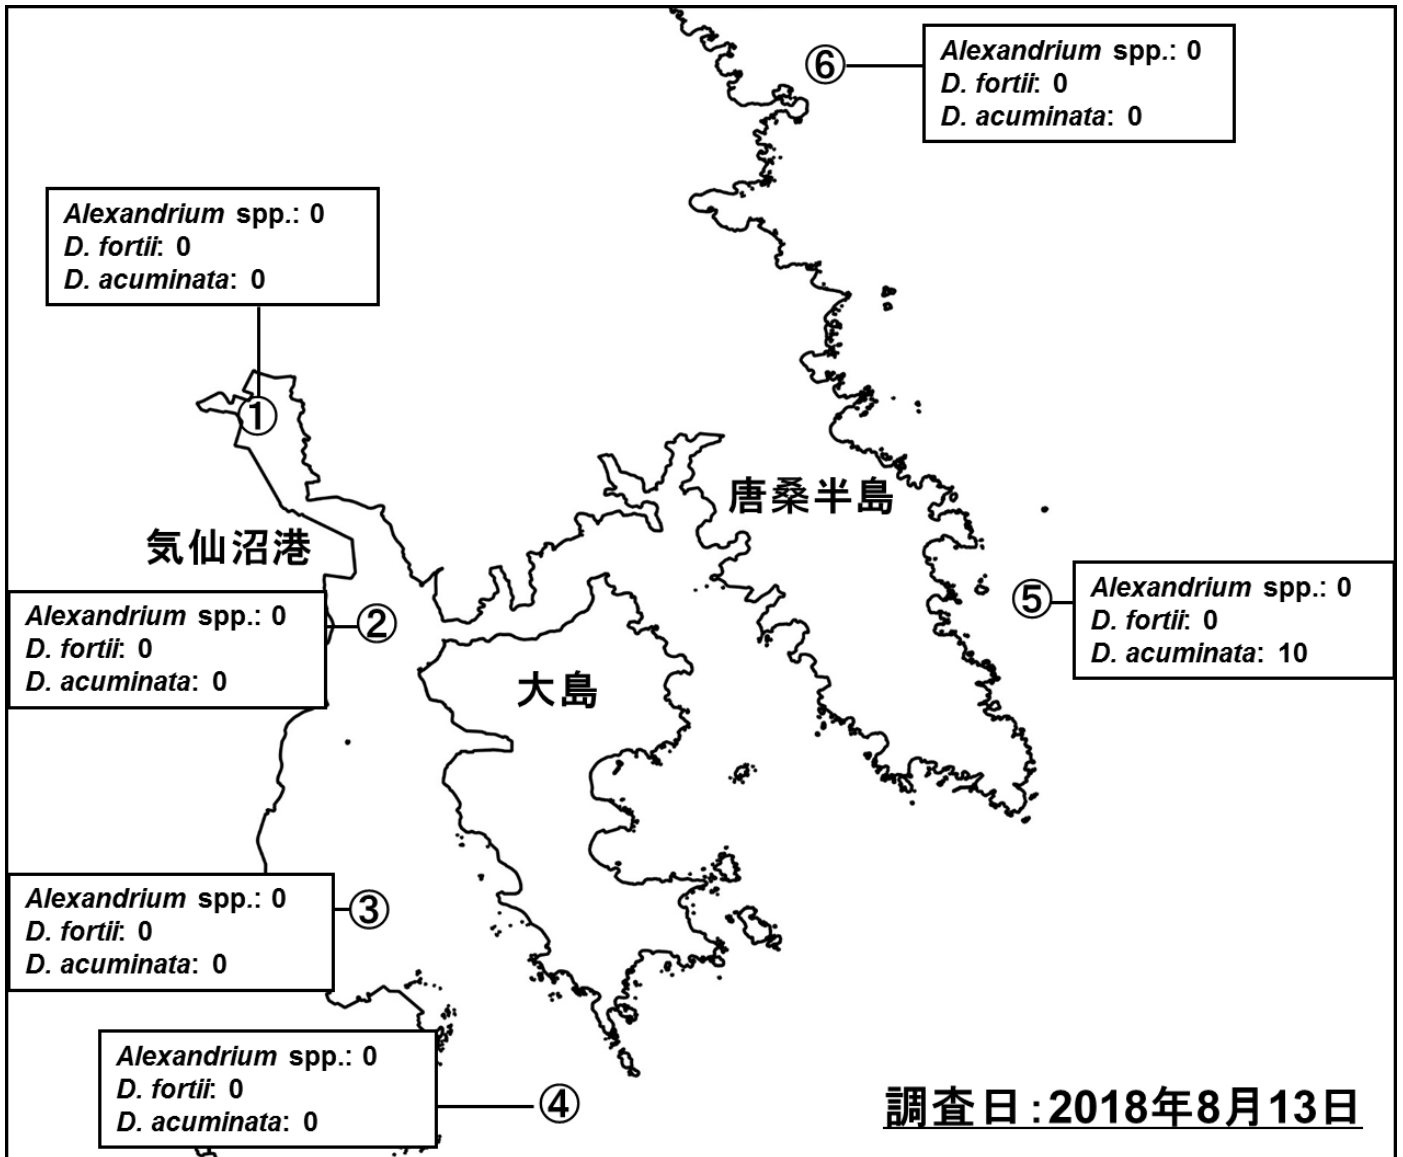 ⑥
Alexandrium spp.: 0
D. fortii: 0
D. acuminata: 0
Alexandrium spp.: 0
D. fortii: 0
D. acuminata: 0
①
唐桑半島
気仙沼港
⑤
Alexandrium spp.: 0
D. fortii: 0
D. acuminata: 10
Alexandrium spp.: 0
D. fortii: 0
D. acuminata: 0
②
大島
Alexandrium spp.: 0
D. fortii: 0
D. acuminata: 0
③
Alexandrium spp.: 0
D. fortii: 0
D. acuminata: 0
④
調査日:2018年8月13日